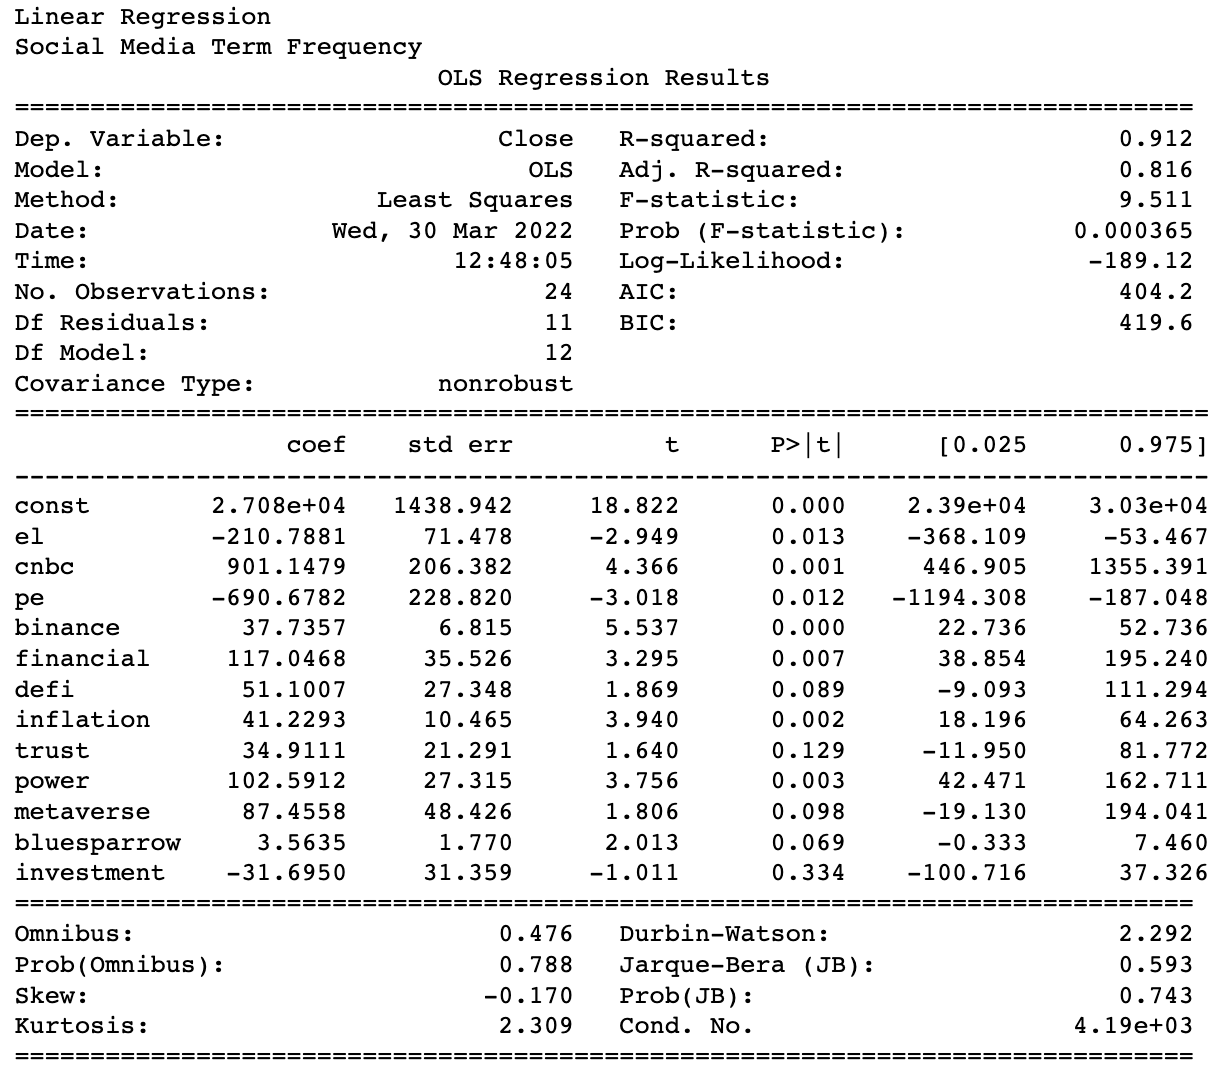 Linear Regression
Social Media Term Frequency
OLS Regression Results
==============================================================================
Dep. Variable: Close R-squared: 0.912
Model: OLS Adj. R-squared: 0.816
Method: Least Squares F-statistic: 9.511
Date: Wed, 30 Mar 2022 Prob (F-statistic): 0.000365
Time: 12:48:05 Log-Likelihood: -189.12
No. Observations: 24 AIC: 404.2
Df Residuals: 11 BIC: 419.6
Df Model: 12
Covariance Type: nonrobust
===============================================================================
coef std err t P>|t| [0.025 0.975]
-------------------------------------------------------------------------------
const 2.708e+04 1438.942 18.822 0.000 2.39e+04 3.03e+04
el -210.7881 71.478 -2.949 0.013 -368.109 -53.467
cnbc 901.1479 206.382 4.366 0.001 446.905 1355.391
pe -690.6782 228.820 -3.018 0.012 -1194.308 -187.048
binance 37.7357 6.815 5.537 0.000 22.736 52.736
financial 117.0468 35.526 3.295 0.007 38.854 195.240
defi 51.1007 27.348 1.869 0.089 -9.093 111.294
inflation 41.2293 10.465 3.940 0.002 18.196 64.263
trust 34.9111 21.291 1.640 0.129 -11.950 81.772
power 102.5912 27.315 3.756 0.003 42.471 162.711
metaverse 87.4558 48.426 1.806 0.098 -19.130 194.041
bluesparrow 3.5635 1.770 2.013 0.069 -0.333 7.460
investment -31.6950 31.359 -1.011 0.334 -100.716 37.326
==============================================================================
Omnibus: 0.476 Durbin-Watson: 2.292
Prob(Omnibus): 0.788 Jarque-Bera (JB): 0.593
Skew: -0.170 Prob(JB): 0.743
Kurtosis: 2.309 Cond. No. 4.19e+03
==============================================================================